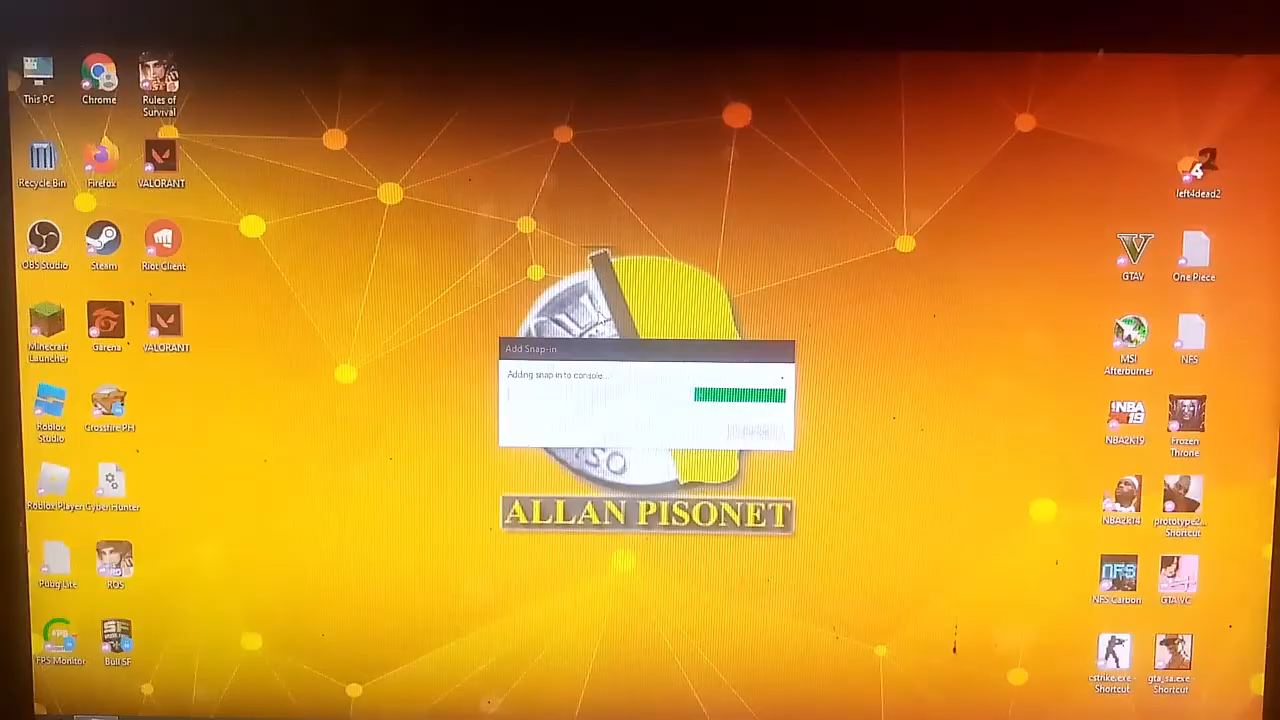 This PC
Chrome
Rules of
Survival
Recycle Bin
Firefox
VALORANT
OBS Studio
Steam
Riot Client
Minecraft
Launcher
Garena
VALORANT
Roblox
Studio
Crossfire PH
Roblox Player
Cyber Hunter
Pubg Lite
ROS
FPS Monitor
Bull SF
Add Snap-in
Adding snap in to console...
PISO
ALLAN PISONET
left4dead2
GTAV
One Piece
MSI
Afterburner
NFS
NBA2K19
Frozen
Throne
NBA2K14
prototype2...
Shortcut
NFS Carbon
GTA VC
cstrike.exe -
Shortcut
gta_sa.exe -
Shortcut